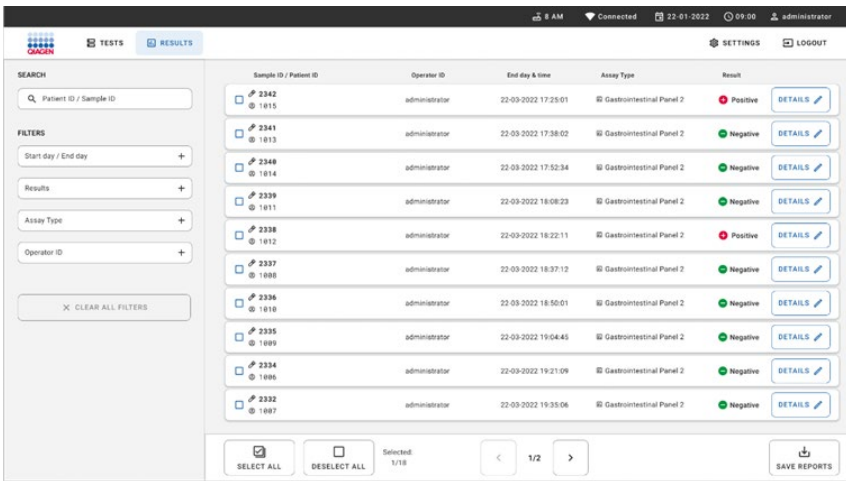 8 AM Connected 22-01-2022 09:00 administrator
QIAGEN TESTS RESULTS SETTINGS LOGOUT
SEARCH
Patient ID / Sample ID
FILTERS
Start day / End day +
Results +
Assay Type +
Operator ID +
CLEAR ALL FILTERS
Sample ID / Patient ID Operator ID End day & time Assay Type Result
2342
1015 administrator 22-03-2022 17:25:01 Gastrointestinal Panel 2 Positive DETAILS
2341
1013 administrator 22-03-2022 17:38:02 Gastrointestinal Panel 2 Negative DETAILS
2340
1014 administrator 22-03-2022 17:52:34 Gastrointestinal Panel 2 Negative DETAILS
2339
1011 administrator 22-03-2022 18:08:23 Gastrointestinal Panel 2 Negative DETAILS
2338
1012 administrator 22-03-2022 18:22:11 Gastrointestinal Panel 2 Positive DETAILS
2337
1008 administrator 22-03-2022 18:37:12 Gastrointestinal Panel 2 Negative DETAILS
2336
1010 administrator 22-03-2022 18:50:01 Gastrointestinal Panel 2 Negative DETAILS
2335
1009 administrator 22-03-2022 19:04:45 Gastrointestinal Panel 2 Negative DETAILS
2334
1006 administrator 22-03-2022 19:21:09 Gastrointestinal Panel 2 Negative DETAILS
2332
1007 administrator 22-03-2022 19:35:06 Gastrointestinal Panel 2 Negative DETAILS
SELECT ALL DESELECT ALL Selected: 1/18 < 1/2 > SAVE REPORTS